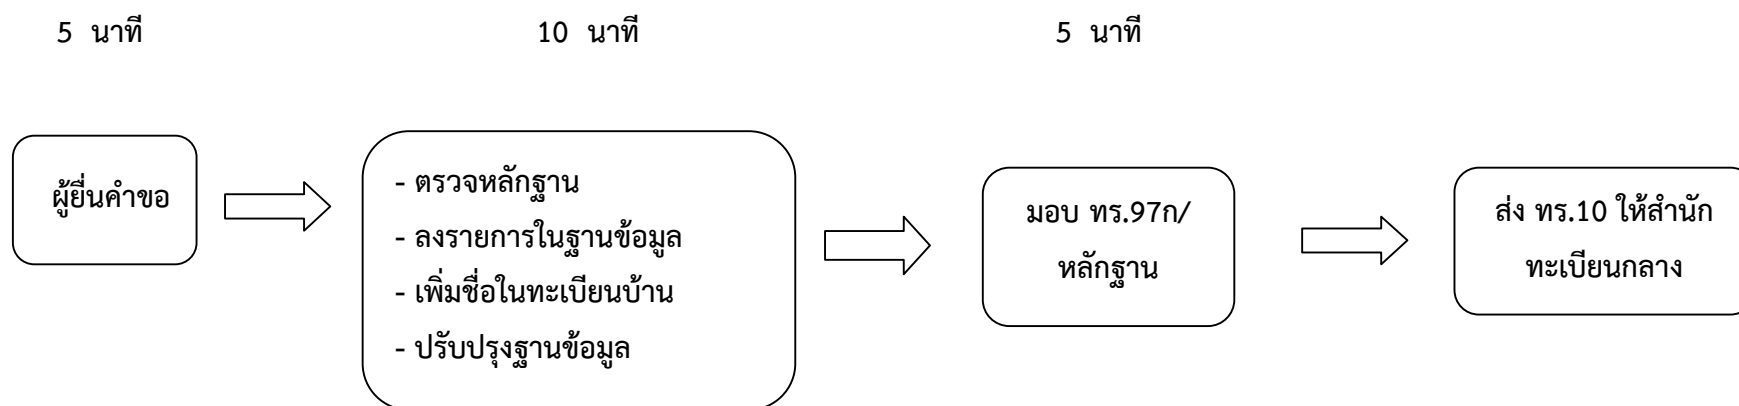 5 นาที
10 นาที
5 นาที
ผู้ยื่นคำขอ
- ตรวจหลักฐาน
- ลงรายการในฐานข้อมูล
- เพิ่มชื่อในทะเบียนบ้าน
- ปรับปรุงฐานข้อมูล
มอบ ทร.97ก/
หลักฐาน
ส่ง ทร.10 ให้สำนัก
ทะเบียนกลาง